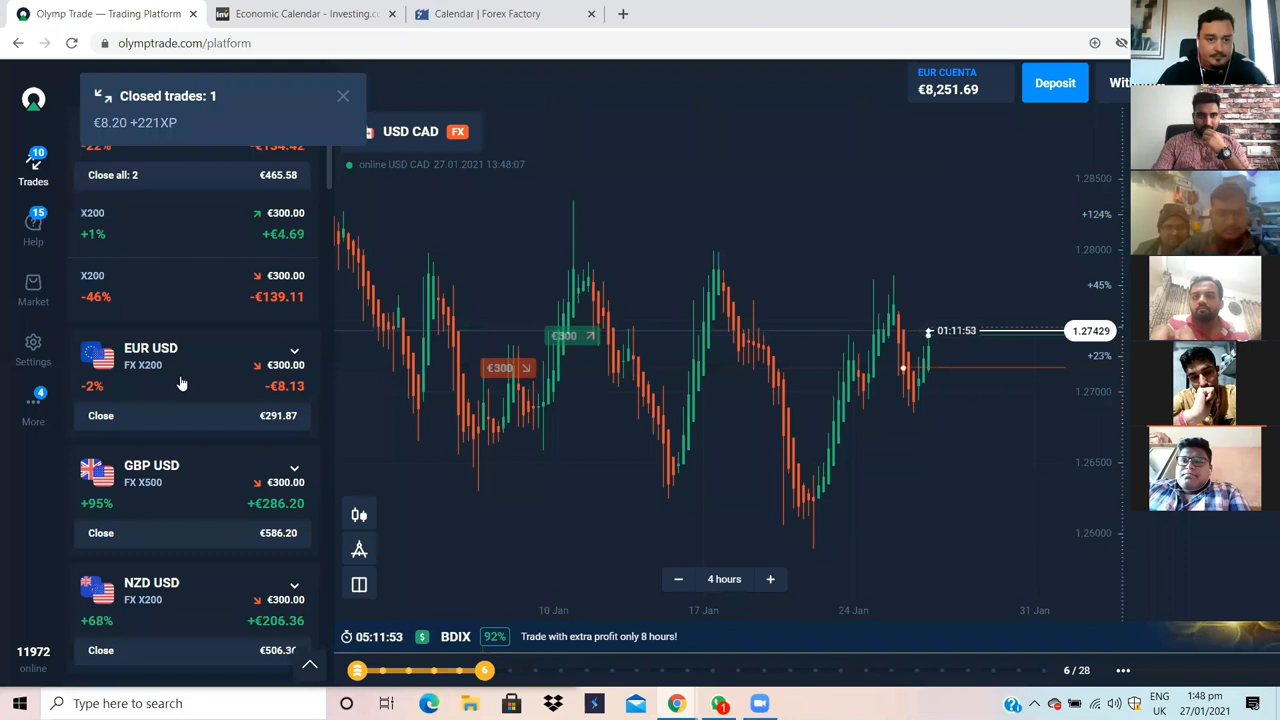 Olymp Trade — Trading Platform
Economic Calendar - Investing.c
Calendar | Forex Factory
olymptrade.com/platform
Closed trades: 1
€8.20 +221XP
EUR CUENTA
€8,251.69
Deposit
With
USD CAD FX
online USD CAD 27.01.2021 13:48:07
10
Trades
15
Help
Market
Settings
4
More
11972
online
-22% -€134.42
Close all: 2 €465.58
X200 €300.00
+1% +€4.69
X200 €300.00
-46% -€139.11
EUR USD
FX X200 €300.00
-2% -€8.13
Close €291.87
GBP USD
FX X500 €300.00
+95% +€286.20
Close €586.20
NZD USD
FX X200 €300.00
+68% +€206.36
Close €506.36
€300
€300
01:11:53
1.28500
+124%
1.28000
+45%
1.27429
+23%
1.27000
1.26500
1.26000
4 hours
10 Jan 17 Jan 24 Jan 31 Jan
05:11:53 BDIX 92% Trade with extra profit only 8 hours!
6
6 / 28
Type here to search
1
ENG
UK
1:48 pm
27/01/2021